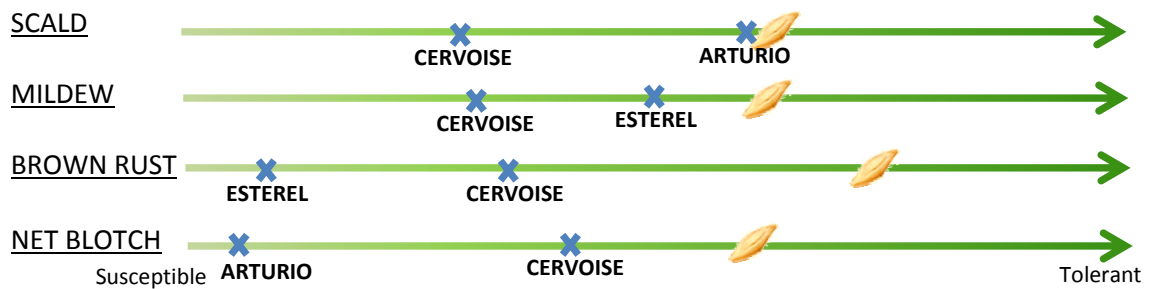 SCALD
CERVOISE ARTURIO
MILDEW
CERVOISE ESTEREL
BROWN RUST
ESTEREL CERVOISE
NET BLOTCH
Susceptible ARTURIO CERVOISE Tolerant